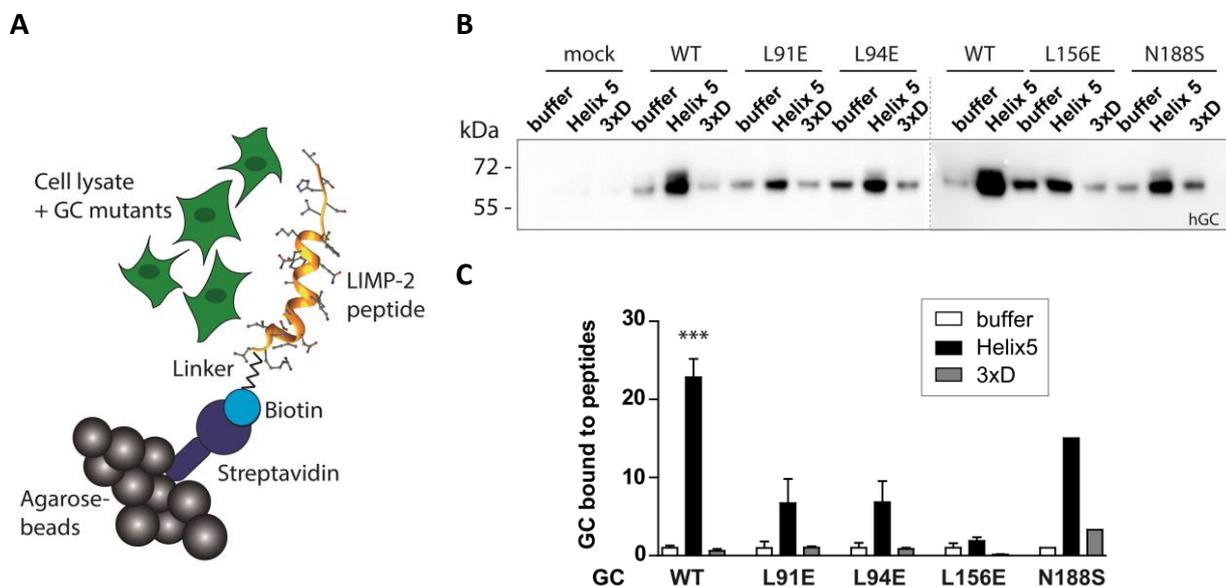 A
Cell lysate
+ GC mutants
LIMP-2
peptide
Linker
Biotin
Streptavidin
Agarose-
beads
B
mock WT L91E L94E WT L156E N188S
buffer Helix 5 3xD buffer Helix 5 3xD buffer Helix 5 3xD buffer Helix 5 3xD buffer Helix 5 buffer Helix 5 3xD buffer Helix 5 3xD
kDa
72 -
55 -
hGC
C
buffer
Helix5
3xD
GC bound to peptides
30
20
10
0
***
GC WT L91E L94E L156E N188S